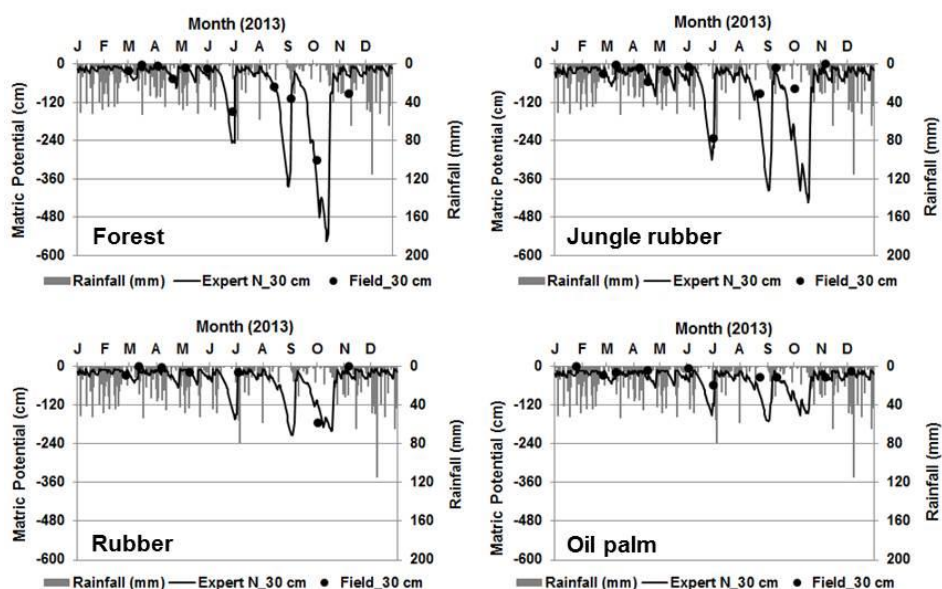 Month (2013)
J F M A M J J A S O N D
Matric Potential (cm)
0
-120
-240
-360
-480
-600
Rainfall (mm)
0
40
80
120
160
200
Forest
Rainfall (mm) Expert N_30 cm Field_30 cm
Month (2013)
J F M A M J J A S O N D
Matric Potential (cm)
0
-120
-240
-360
-480
-600
Rainfall (mm)
0
40
80
120
160
200
Jungle rubber
Rainfall (mm) Expert N_30 cm Field_30 cm
Month (2013)
J F M A M J J A S O N D
Matric Potential (cm)
0
-120
-240
-360
-480
-600
Rainfall (mm)
0
40
80
120
160
200
Rubber
Rainfall (mm) Expert N_30 cm Field_30 cm
Month (2013)
J F M A M J J A S O N D
Matric Potential (cm)
0
-120
-240
-360
-480
-600
Rainfall (mm)
0
40
80
120
160
200
Oil palm
Rainfall (mm) Expert N_30 cm Field_30 cm